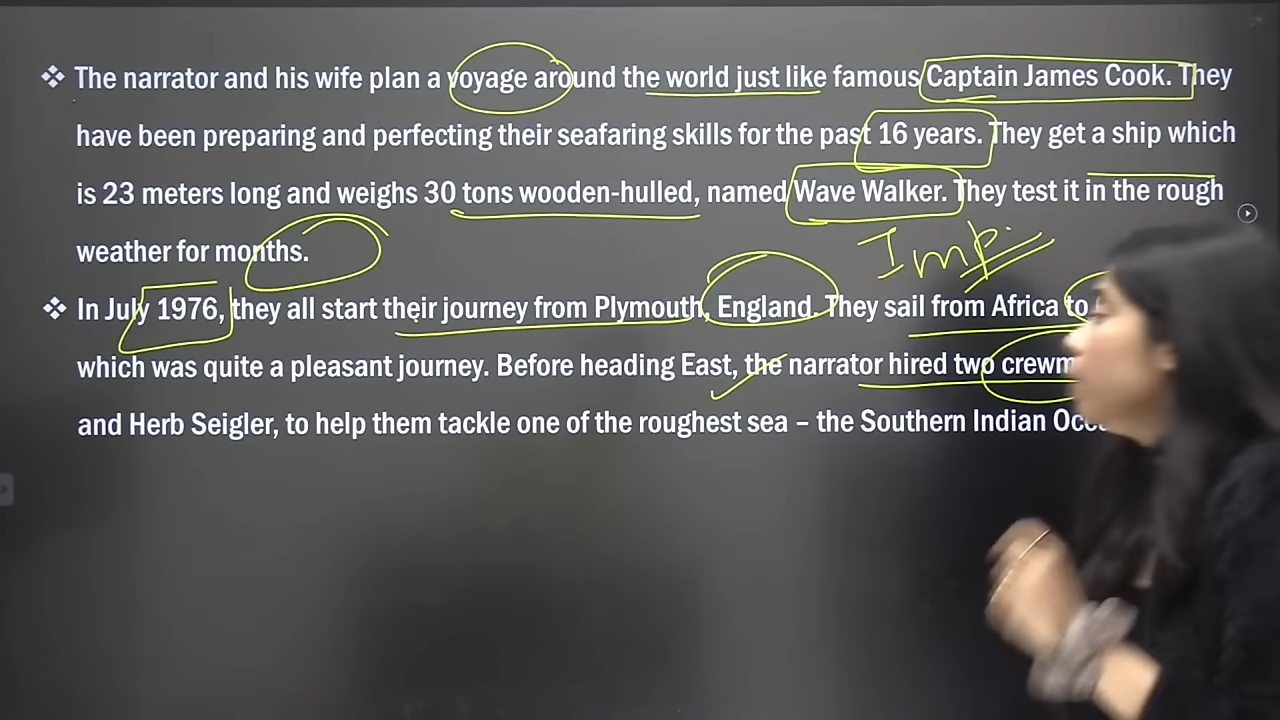 ❖ The narrator and his wife plan a voyage around the world just like famous Captain James Cook. They
have been preparing and perfecting their seafaring skills for the past 16 years. They get a ship which
is 23 meters long and weighs 30 tons wooden-hulled, named Wave Walker. They test it in the rough
weather for months.
Imp.
❖ In July 1976, they all start their journey from Plymouth, England. They sail from Africa to
which was quite a pleasant journey. Before heading East, the narrator hired two
and Herb Seigler, to help them tackle one of the roughest sea – the Southern Indian